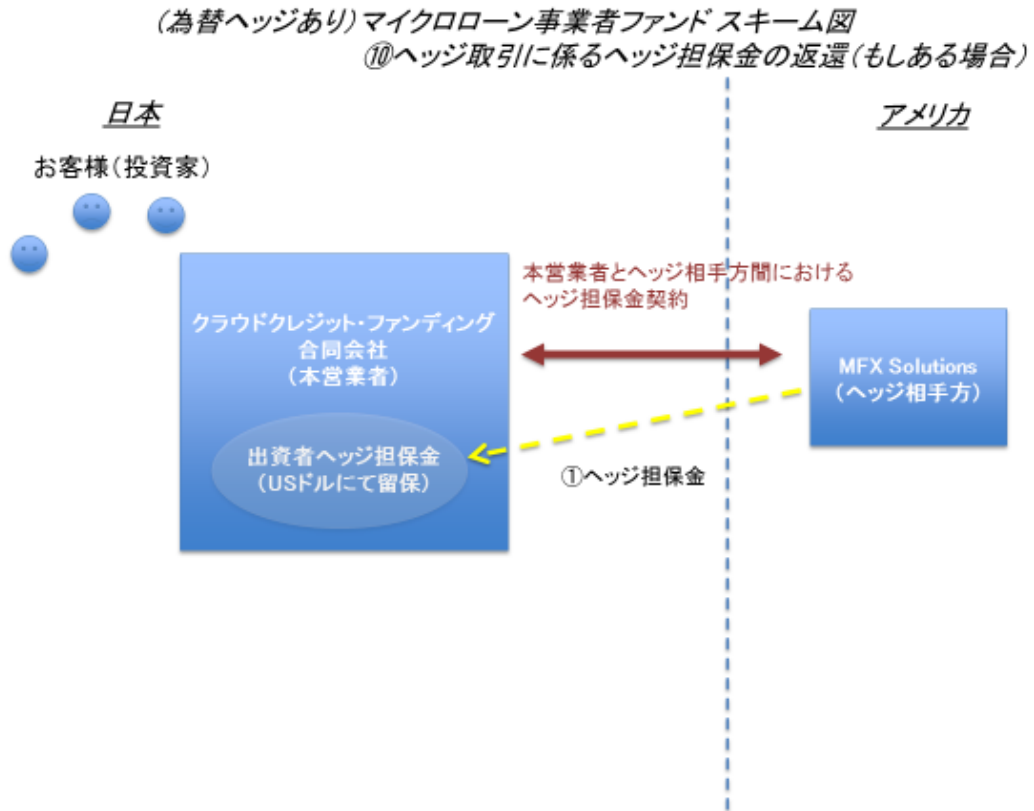 (為替ヘッジあり)マイクロローン事業者ファンド スキーム図
⑩ヘッジ取引に係るヘッジ担保金の返還(もしある場合)
日本
アメリカ
お客様(投資家)
本営業者とヘッジ相手方間における
ヘッジ担保金契約
クラウドクレジット・ファンディング
合同会社
(本営業者)
MFX Solutions
(ヘッジ相手方)
出資者ヘッジ担保金
(USドルにて留保)
①ヘッジ担保金